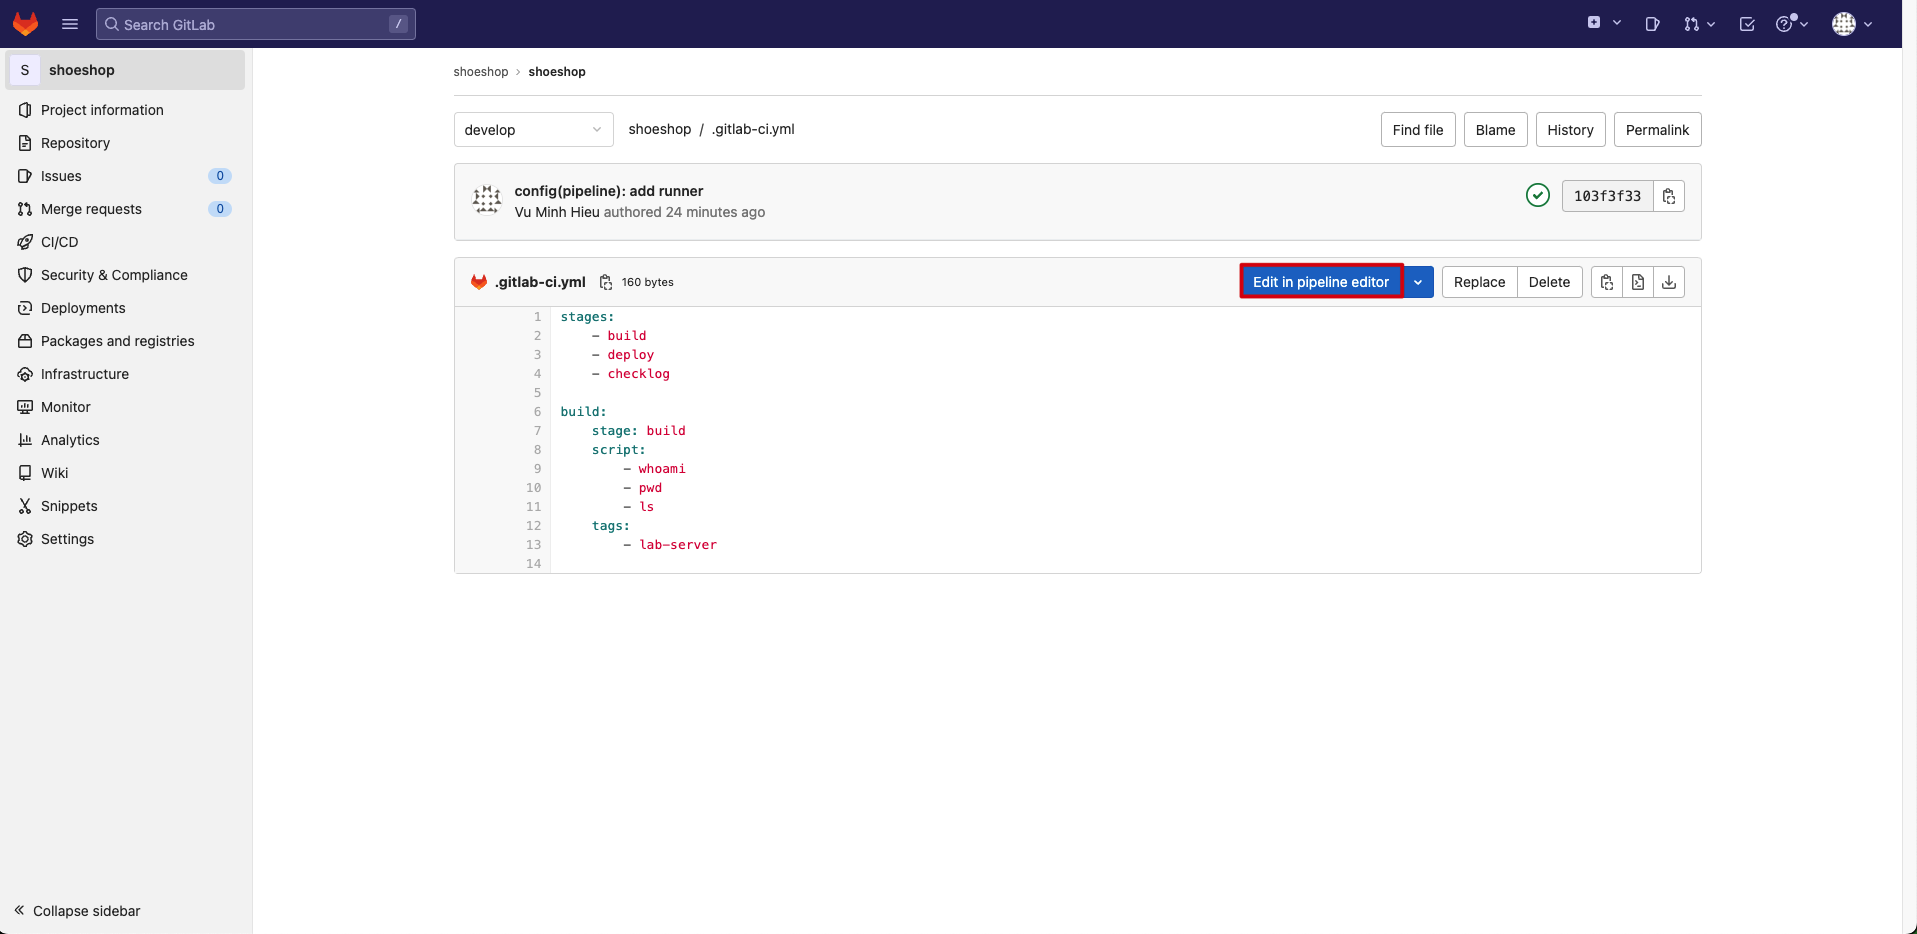 Search GitLab /
S shoeshop
Project information
Repository
Issues 0
Merge requests 0
CI/CD
Security & Compliance
Deployments
Packages and registries
Infrastructure
Monitor
Analytics
Wiki
Snippets
Settings
Collapse sidebar
shoeshop › shoeshop
develop shoeshop / .gitlab-ci.yml Find file Blame History Permalink
config(pipeline): add runner
Vu Minh Hieu authored 24 minutes ago
103f3f33
.gitlab-ci.yml 160 bytes Edit in pipeline editor Replace Delete
1 stages:
2     - build
3     - deploy
4     - checklog
5
6 build:
7     stage: build
8     script:
9         - whoami
10         - pwd
11         - ls
12     tags:
13         - lab-server
14